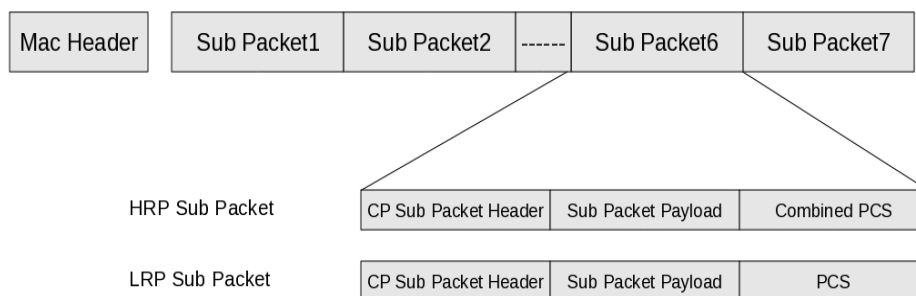 Mac Header Sub Packet1 Sub Packet2 ------ Sub Packet6 Sub Packet7
HRP Sub Packet CP Sub Packet Header Sub Packet Payload Combined PCS
LRP Sub Packet CP Sub Packet Header Sub Packet Payload PCS